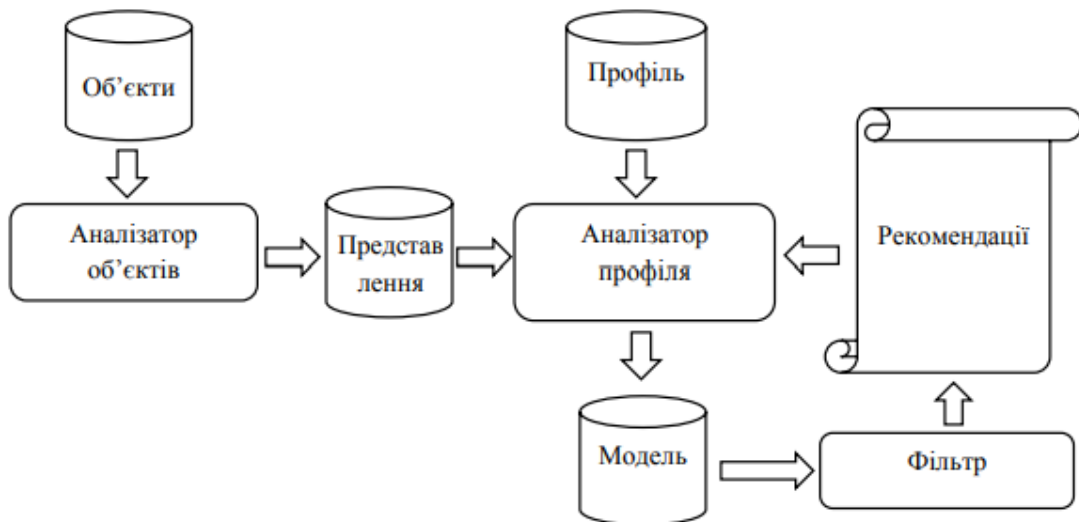 Об’єкти
Профіль
Аналізатор
об’єктів
Представ
лення
Аналізатор
профіля
Рекомендації
Модель
Фільтр